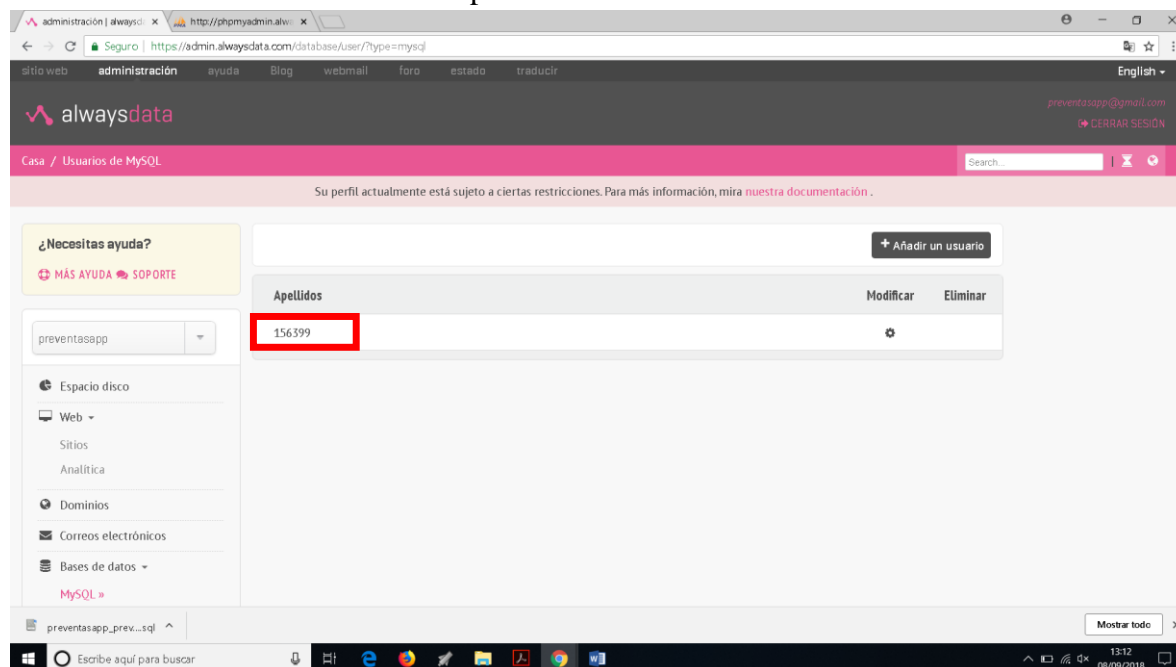 administración | alwaysd
http://phpmyadmin.alwa
Seguro | https://admin.alwaysdata.com/database/user/?type=mysql
sitio web administración ayuda Blog webmail foro estado traducir English
alwaysdata
preventasapp@gmail.com
CERRAR SESIÓN
Casa / Usuarios de MySQL
Search...
Su perfil actualmente está sujeto a ciertas restricciones. Para más información, mira nuestra documentación .
¿Necesitas ayuda?
MÁS AYUDA SOPORTE
+ Añadir un usuario
Apellidos Modificar Eliminar
156399
preventasapp
Espacio disco
Web
Sitios
Analítica
Dominios
Correos electrónicos
Bases de datos
MySQL »
preventasapp_prev....sql
Mostrar todo
Escribe aquí para buscar
13:12
08/09/2018